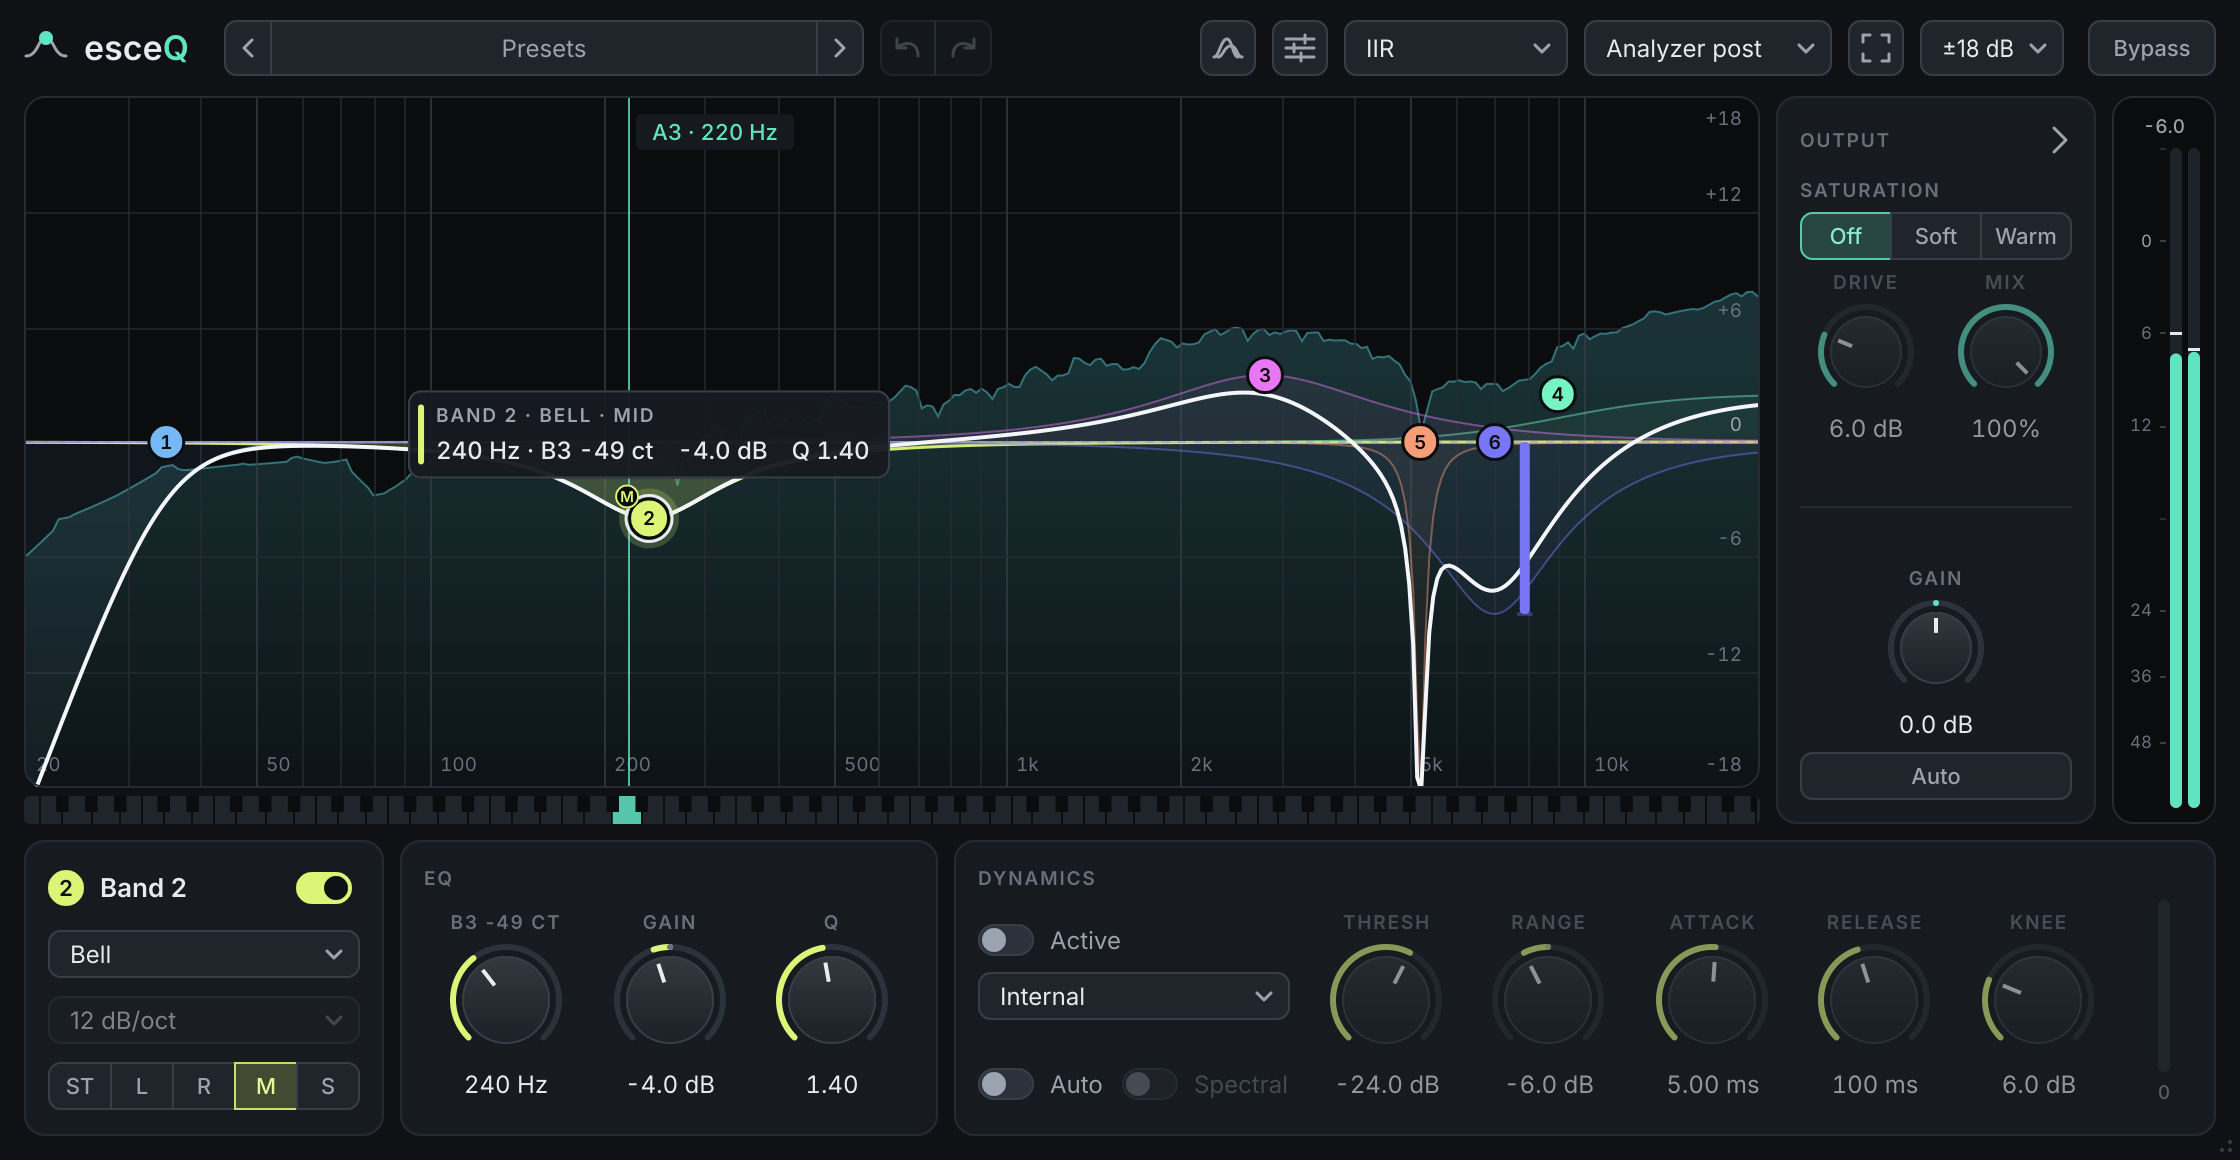 esceQ
Presets
IIR
Analyzer post
±18 dB
Bypass
A3 · 220 Hz
+18
+12
+6
0
-6
-12
-18
BAND 2 · BELL · MID
240 Hz · B3 -49 ct -4.0 dB Q 1.40
1
M
2
3
4
5
6
20
50
100
200
500
1k
2k
5k
10k
OUTPUT
SATURATION
Off
Soft
Warm
DRIVE
MIX
6.0 dB
100%
GAIN
0.0 dB
Auto
-6.0
0
6
12
24
36
48
2
Band 2
Bell
12 dB/oct
ST
L
R
M
S
EQ
B3 -49 CT
GAIN
Q
240 Hz
-4.0 dB
1.40
DYNAMICS
Active
Internal
Auto
Spectral
THRESH
RANGE
ATTACK
RELEASE
KNEE
-24.0 dB
-6.0 dB
5.00 ms
100 ms
6.0 dB
0